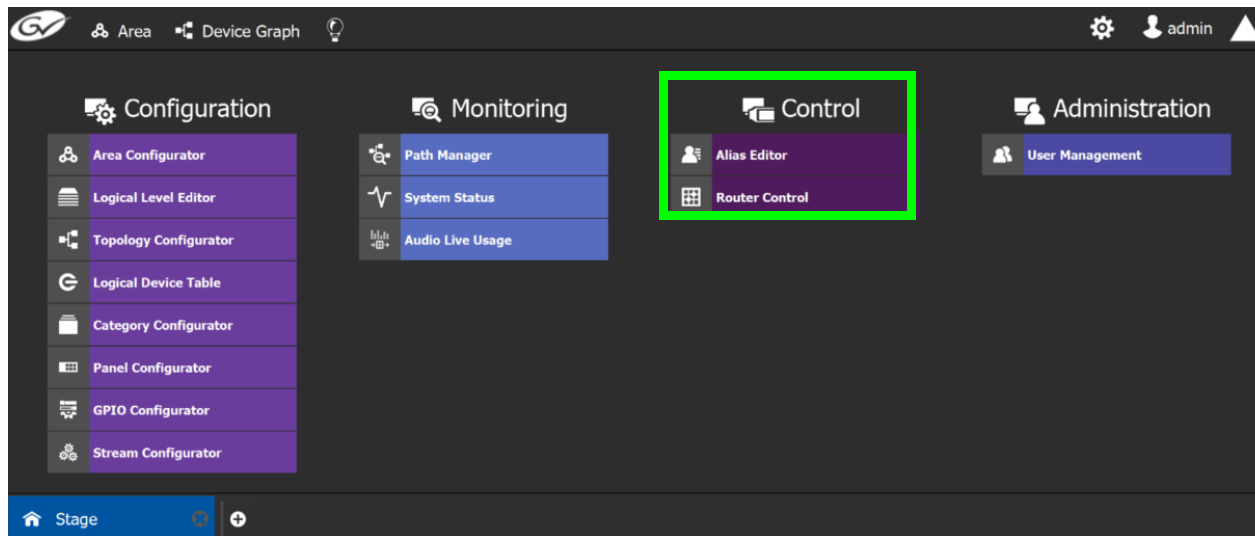 GV Area Device Graph admin
Configuration
Area Configurator
Logical Level Editor
Topology Configurator
Logical Device Table
Category Configurator
Panel Configurator
GPIO Configurator
Stream Configurator
Monitoring
Path Manager
System Status
Audio Live Usage
Control
Alias Editor
Router Control
Administration
User Management
Stage